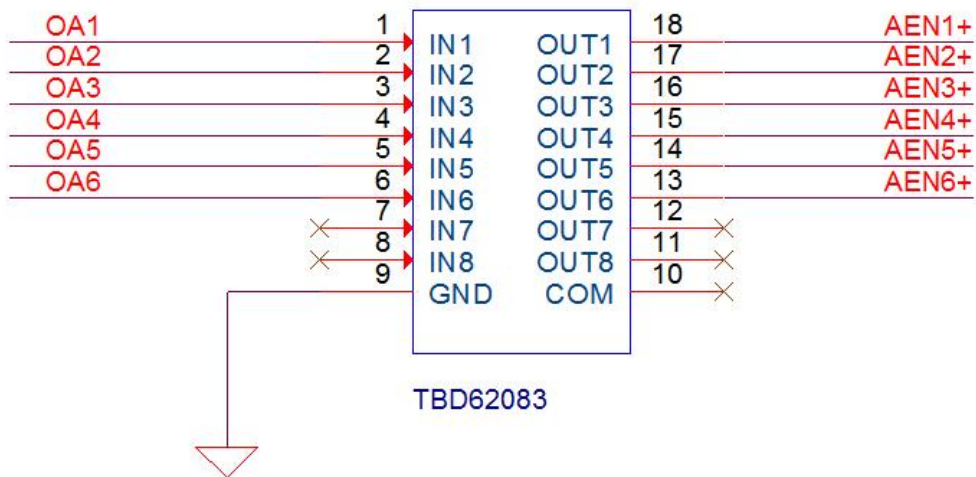 OA1 1 IN1 OUT1 18 AEN1+
OA2 2 IN2 OUT2 17 AEN2+
OA3 3 IN3 OUT3 16 AEN3+
OA4 4 IN4 OUT4 15 AEN4+
OA5 5 IN5 OUT5 14 AEN5+
OA6 6 IN6 OUT6 13 AEN6+
7 IN7 OUT7 12
8 IN8 OUT8 11
9 GND COM 10
TBD62083